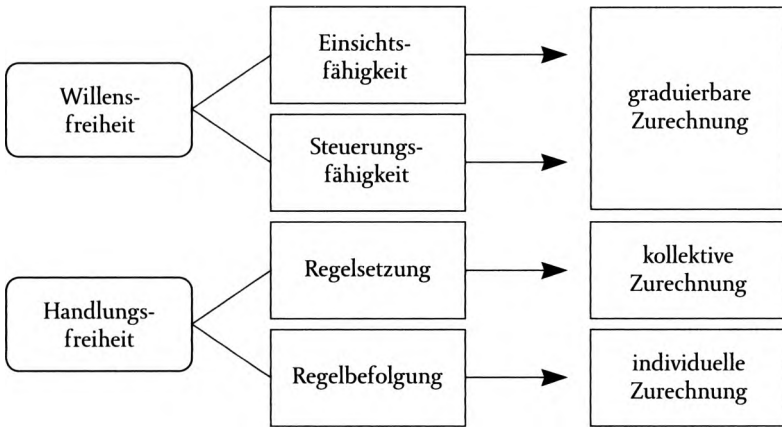 Willens-
freiheit
Einsichts-
fähigkeit
Steuerungs-
fähigkeit
graduierbare
Zurechnung
Handlungs-
freiheit
Regelsetzung
kollektive
Zurechnung
Regelbefolgung
individuelle
Zurechnung